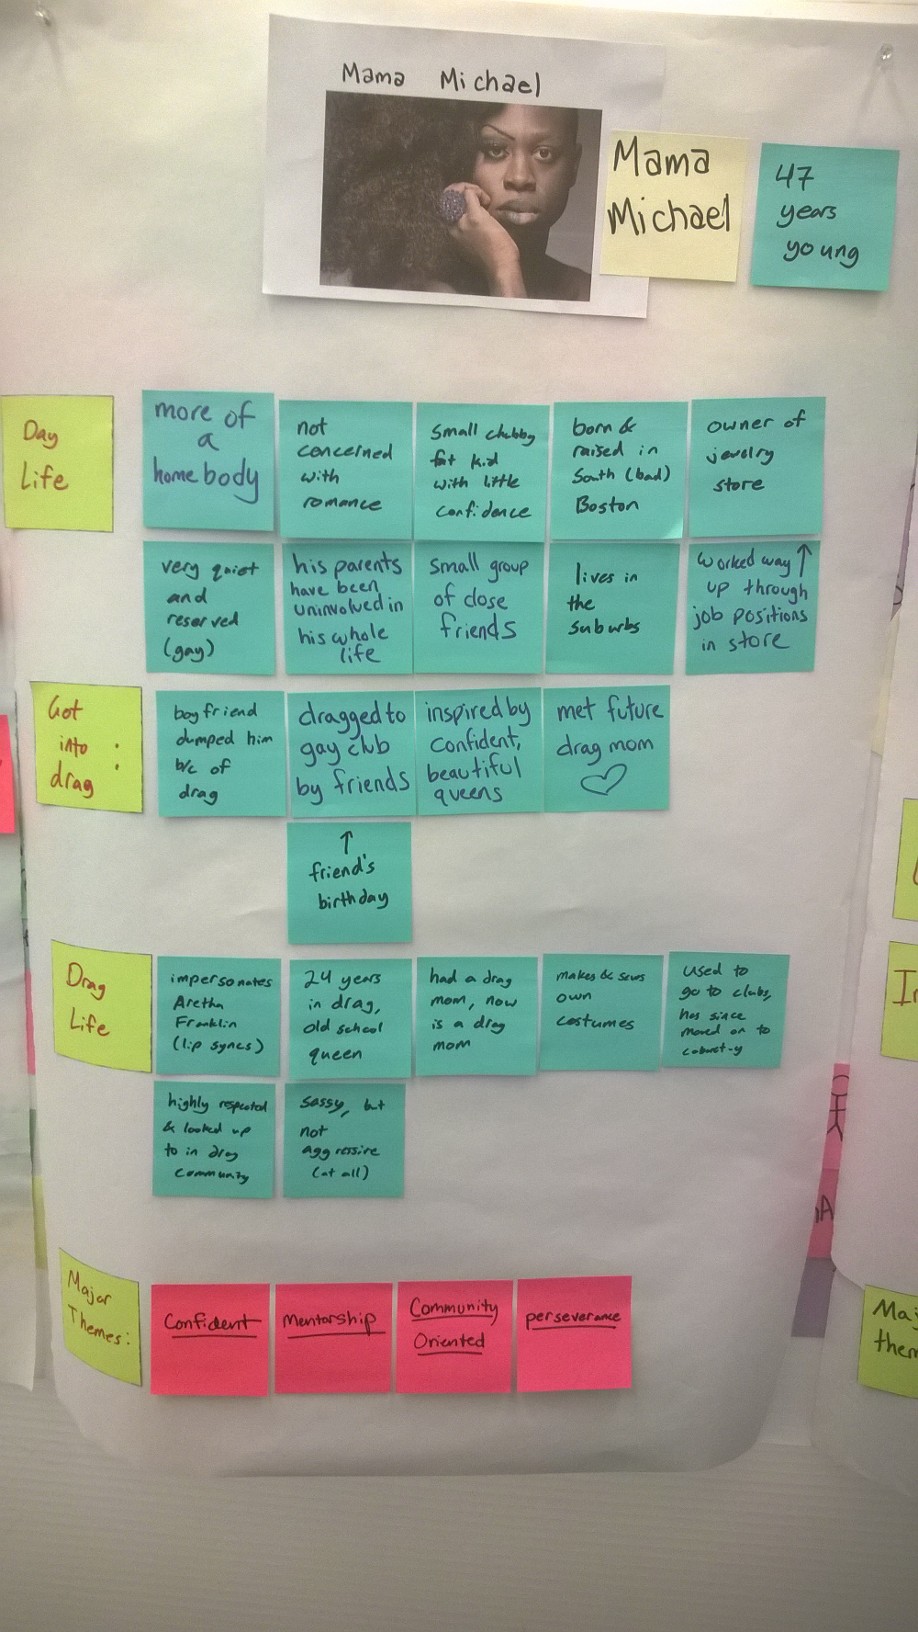 Mama Michael
Mama
Michael
47
years
young
Day
Life
more of
a
homebody
not
concerned
with
romance
Small chubby
fat kid
with little
confidence
born &
raised in
South (bad)
Boston
owner of
jewelry
store
very quiet
and
reserved
(gay)
his parents
have been
uninvolved in
his whole
life
small group
of close
friends
lives in
the
suburbs
worked way ↑
up through
job positions
in store
Got
into :
drag
boyfriend
dumped him
b/c of
drag
dragged to
gay club
by friends
inspired by
confident,
beautiful
queens
met future
drag mom
♡
↑
friend's
birthday
Drag
Life
impersonates
Aretha
Franklin
(lip syncs)
24 years
in drag,
old school
queen
had a drag
mom, now
is a drag
mom
makes & sews
own
costumes
used to
go to clubs,
has since
moved on to
highly respected
& looked up
to in drag
community
Sassy, but
not
aggressive
(at all)
Major
Themes:
Confident
Mentorship
Community
Oriented
perseverance
Maj
them